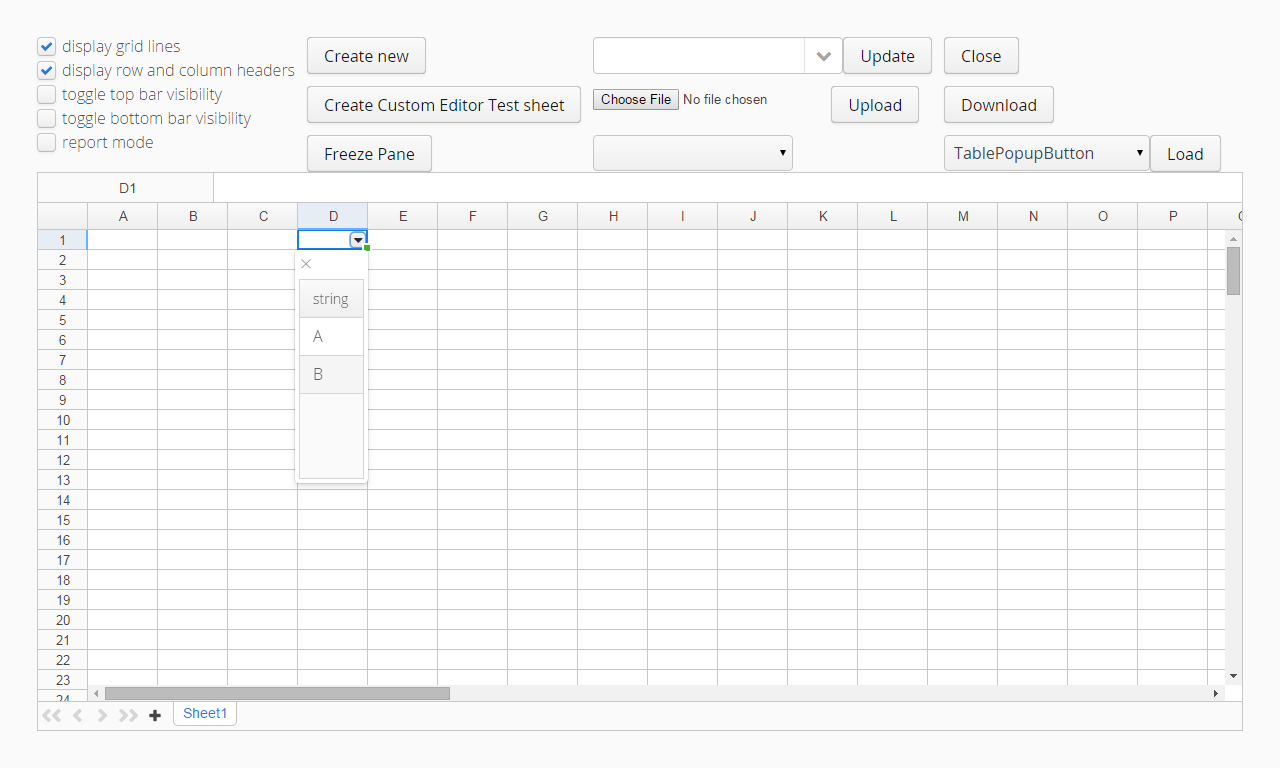 display grid lines
display row and column headers
toggle top bar visibility
toggle bottom bar visibility
report mode
Create new
Update
Close
Create Custom Editor Test sheet
Choose File No file chosen
Upload
Download
Freeze Pane
TablePopupButton
Load
D1
A B C D E F G H I J K L M N O P
1
2
3
4
5
6
7
8
9
10
11
12
13
14
15
16
17
18
19
20
21
22
23
24
string
A
B
Sheet1